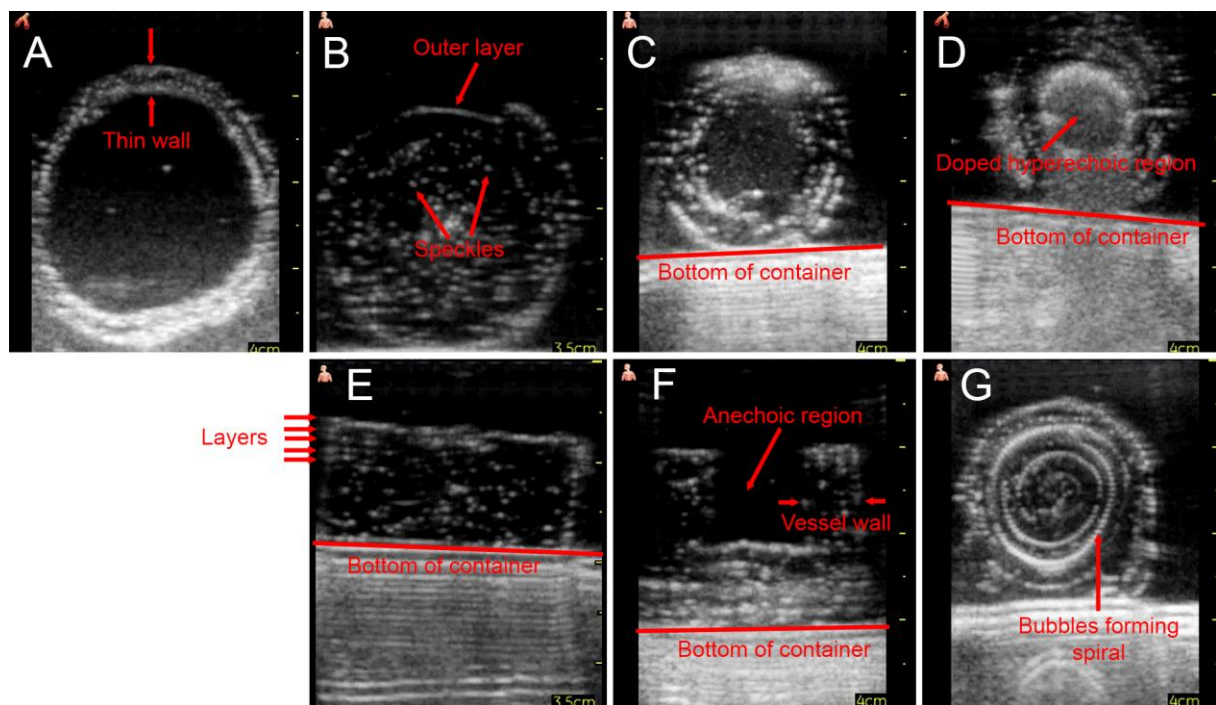 A
Thin wall
4cm
B
Outer layer
Speckles
3.5cm
C
Bottom of container
4cm
D
Doped hyperechoic region
Bottom of container
4cm
Layers
E
Bottom of container
3.5cm
F
Anechoic region
Vessel wall
Bottom of container
4cm
G
Bubbles forming
spiral
4cm